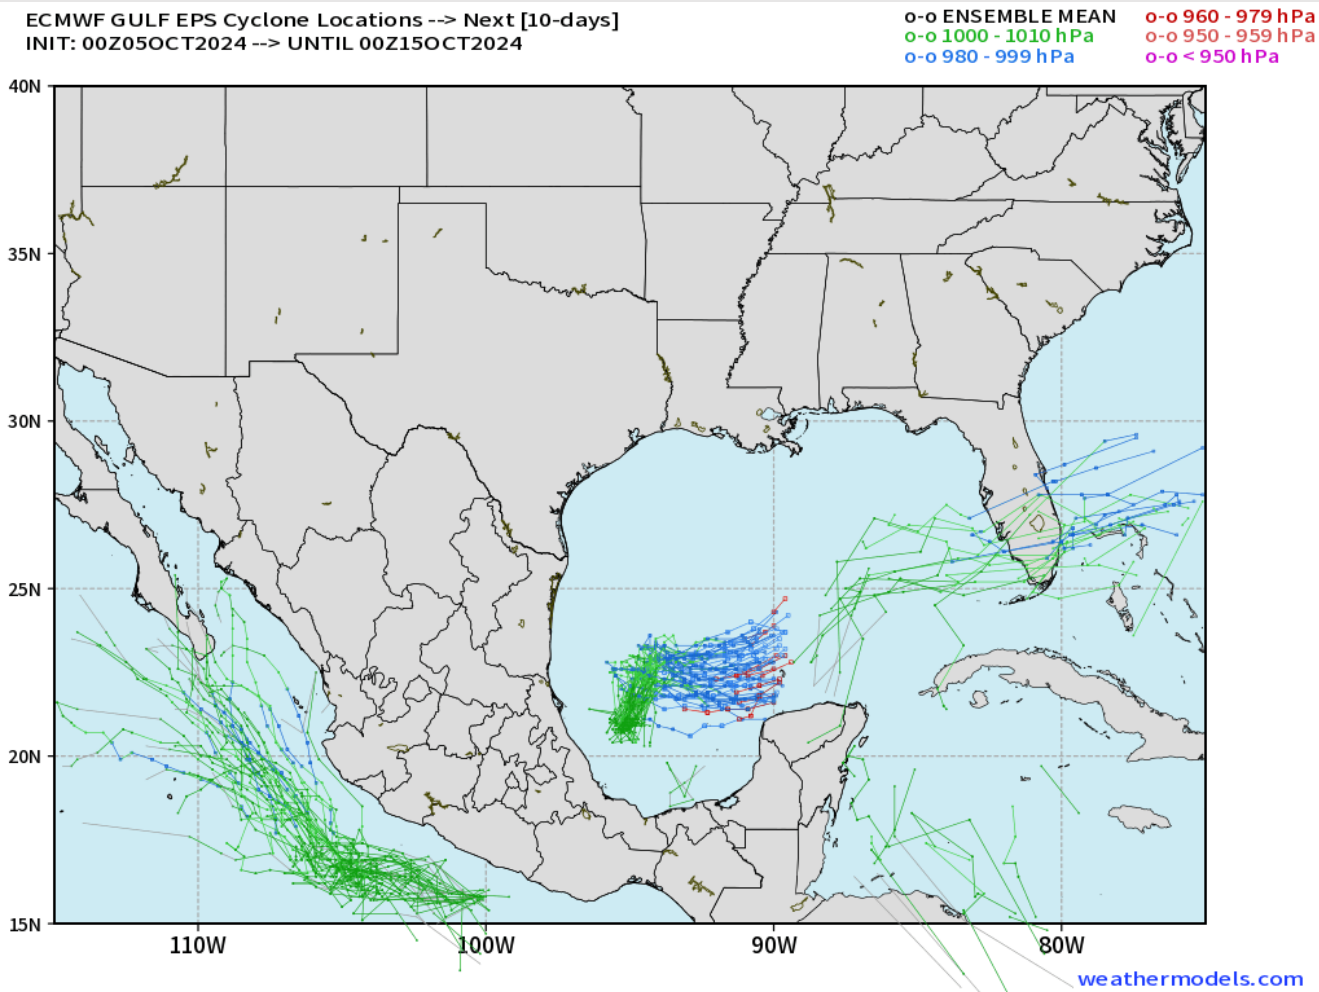 ECMWF GULF EPS Cyclone Locations --> Next [10-days]
INIT: 00Z05OCT2024 --> UNTIL 00Z15OCT2024
o-o ENSEMBLE MEAN
o-o 1000 - 1010 hPa
o-o 980 - 999 hPa
o-o 960 - 979 hPa
o-o 950 - 959 hPa
o-o < 950 hPa
40N
35N
30N
25N
20N
15N
110W 100W 90W 80W
weathermodels.com